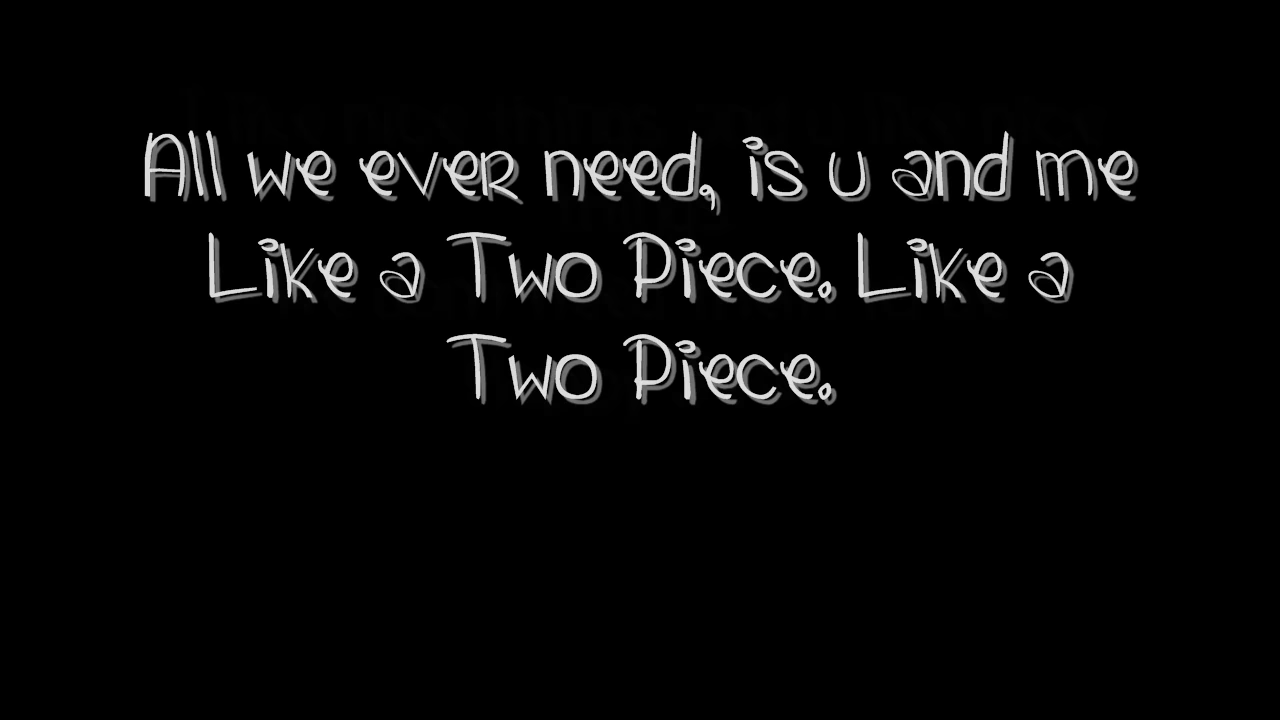 All we ever need, is u and me
Like a Two Piece. Like a
Two Piece.